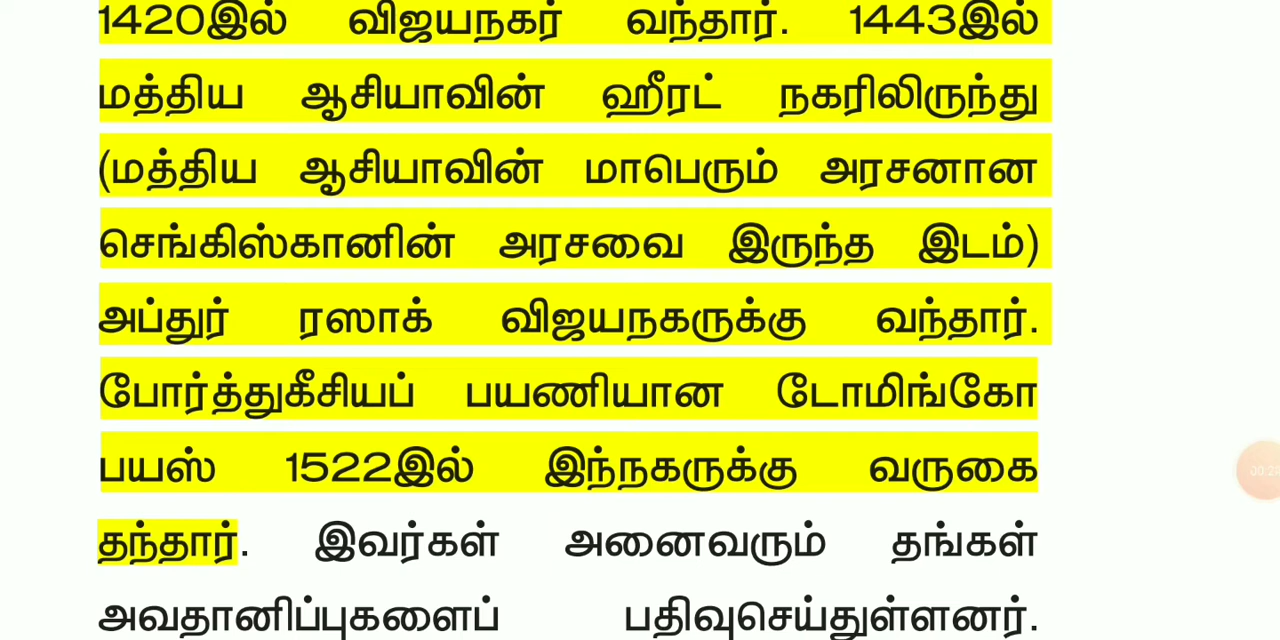 1420இல் விஜயநகர் வந்தார். 1443இல்
மத்திய ஆசியாவின் ஹீரட் நகரிலிருந்து
(மத்திய ஆசியாவின் மாபெரும் அரசனான
செங்கிஸ்கானின் அரசவை இருந்த இடம்)
அப்துர் ரஸாக் விஜயநகருக்கு வந்தார்.
போர்த்துகீசியப் பயணியான டோமிங்கோ
பயஸ் 1522இல் இந்நகருக்கு வருகை
தந்தார். இவர்கள் அனைவரும் தங்கள்
அவதானிப்புகளைப் பதிவுசெய்துள்ளனர்.